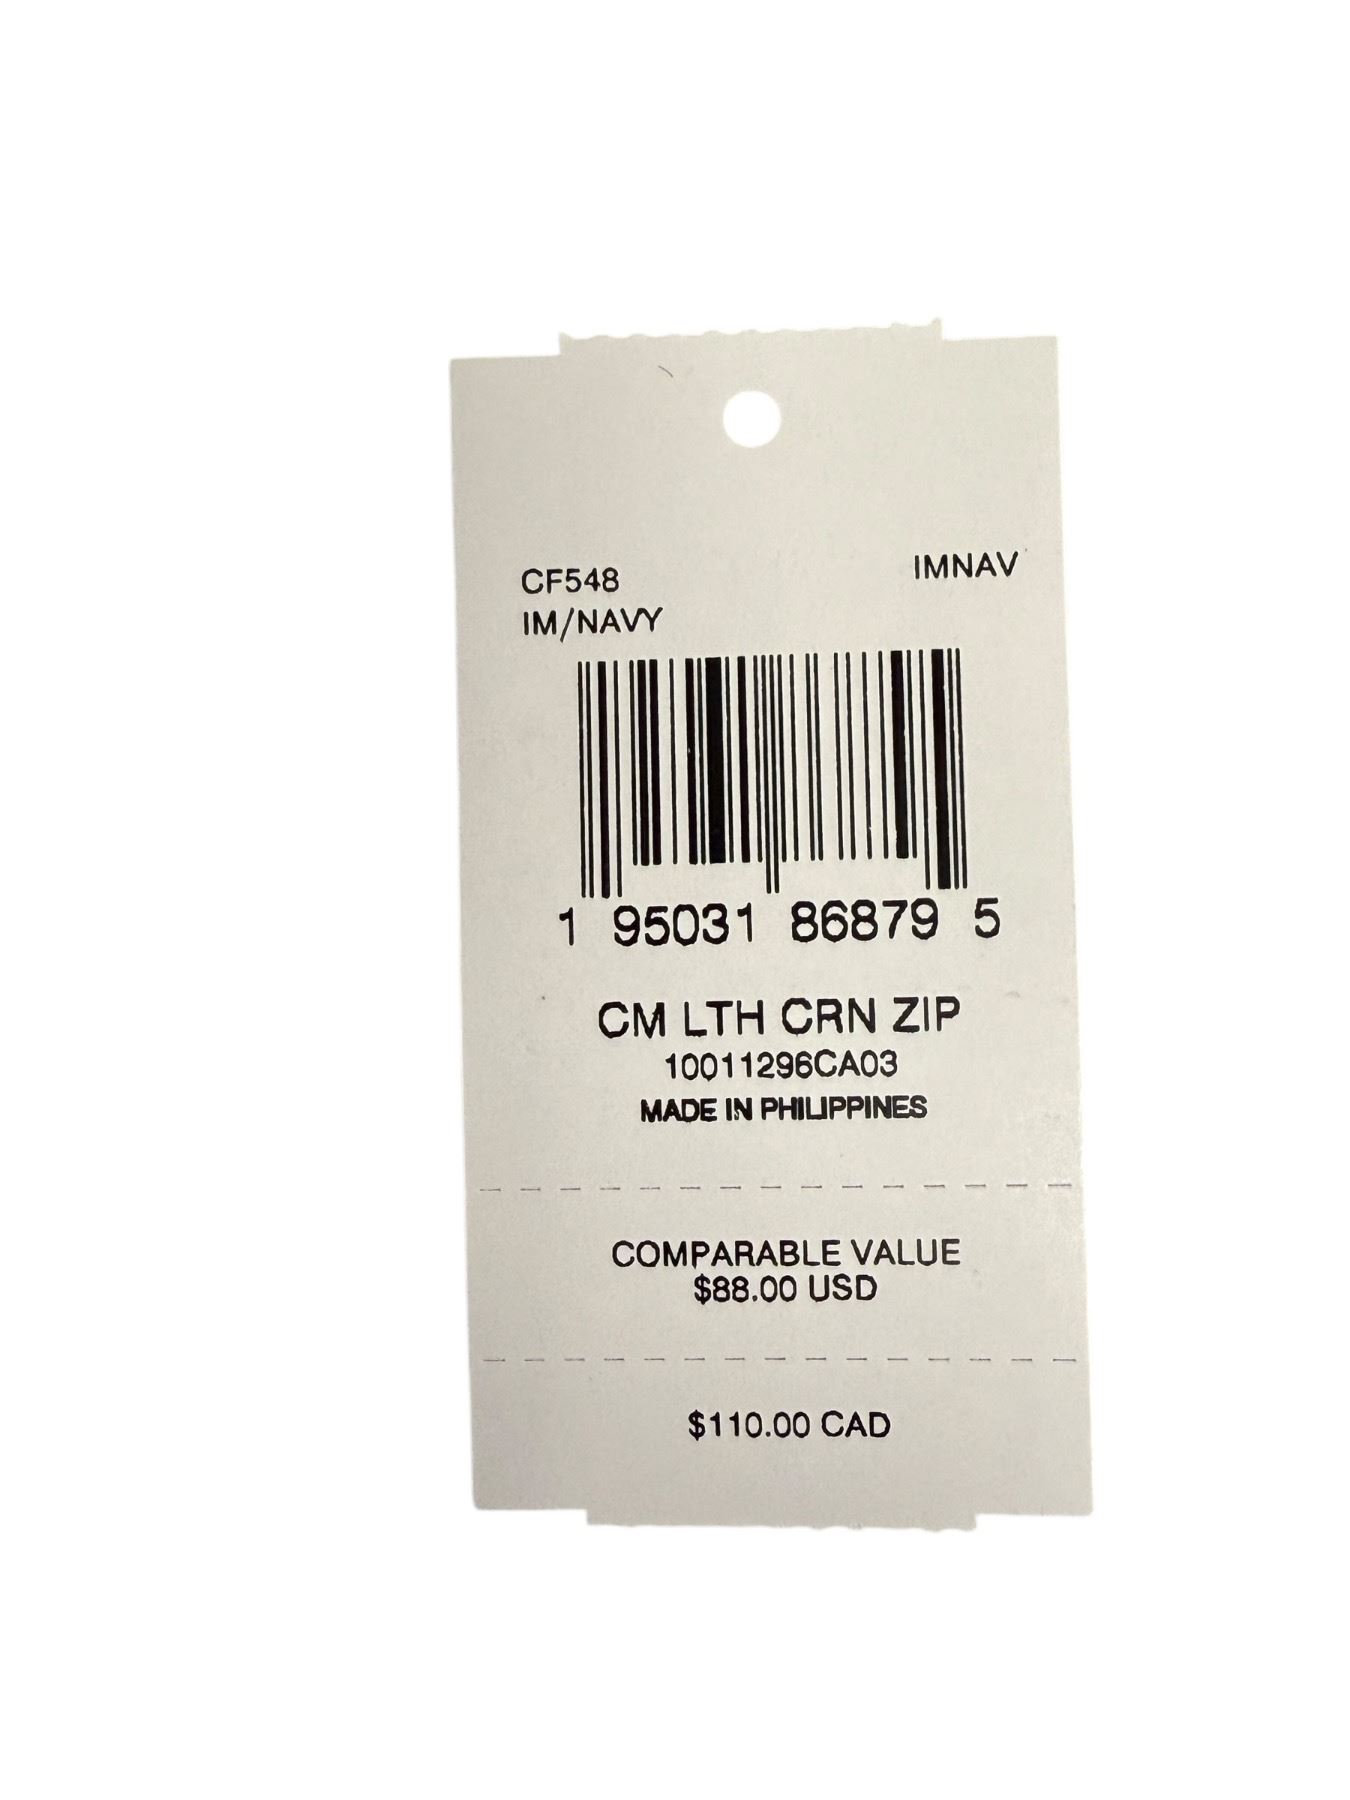 CF548 IMNAV
IM/NAVY
1 95031 86879 5
CM LTH CRN ZIP
10011296CA03
MADE IN PHILIPPINES
COMPARABLE VALUE
$88.00 USD
$110.00 CAD